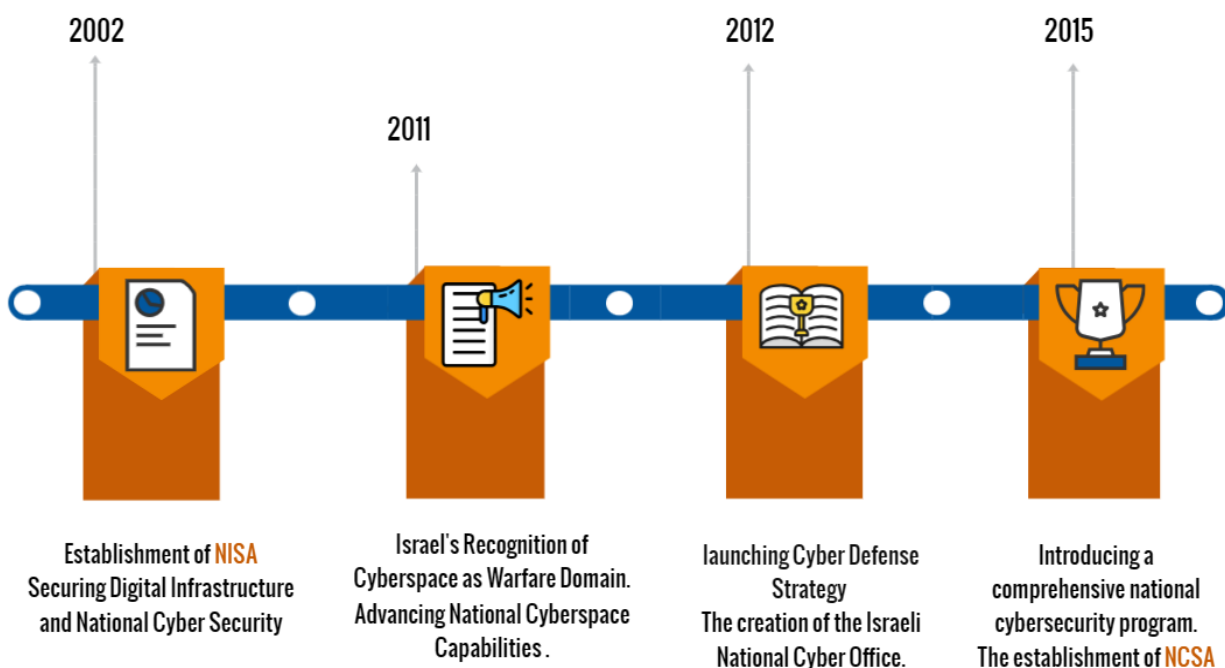 2002
2011
2012
2015
Establishment of NISA
Securing Digital Infrastructure
and National Cyber Security
Israel's Recognition of
Cyberspace as Warfare Domain.
Advancing National Cyberspace
Capabilities .
launching Cyber Defense
Strategy
The creation of the Israeli
National Cyber Office.
Introducing a
comprehensive national
cybersecurity program.
The establishment of NCSA